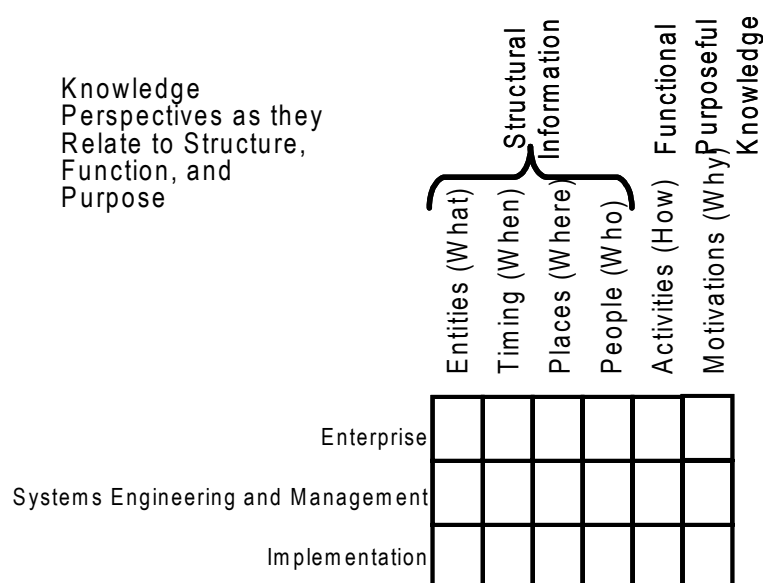 Knowledge
Perspectives as they
Relate to Structure,
Function, and
Purpose
Structural
Information
Functional
Purposeful
Knowledge
Entities (What)
Timing (When)
Places (Where)
People (Who)
Activities (How)
Motivations (Why)
Enterprise
Systems Engineering and Management
Implementation